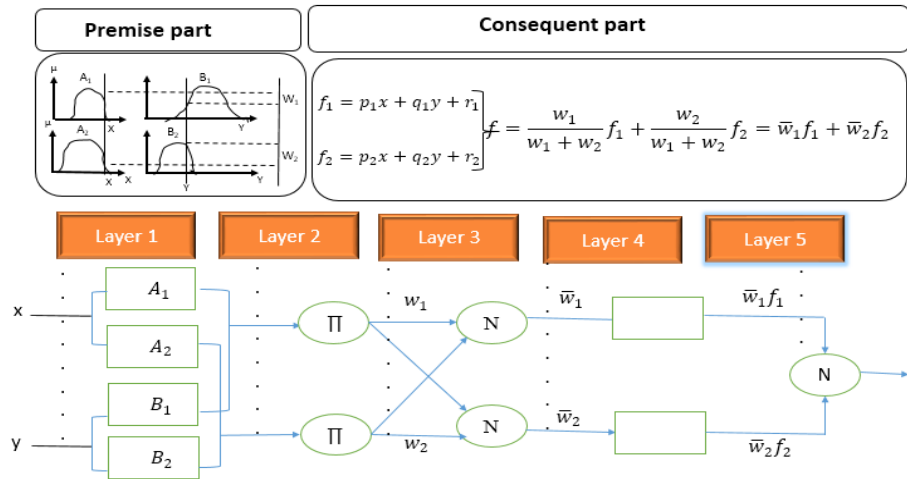 Premise part
Consequent part
μ A₁ X
B₁ Y W₁
A₂ X X
B₂ Y Y W₂
f₁ = p₁x + q₁y + r₁
f₂ = p₂x + q₂y + r₂
f = w₁/(w₁ + w₂) f₁ + w₂/(w₁ + w₂) f₂ = w̅₁f₁ + w̅₂f₂
Layer 1 Layer 2 Layer 3 Layer 4 Layer 5
x A₁ A₂
y B₁ B₂
Π w₁ N w̅₁ w̅₁f₁
N
Π w₂ N w̅₂ w̅₂f₂